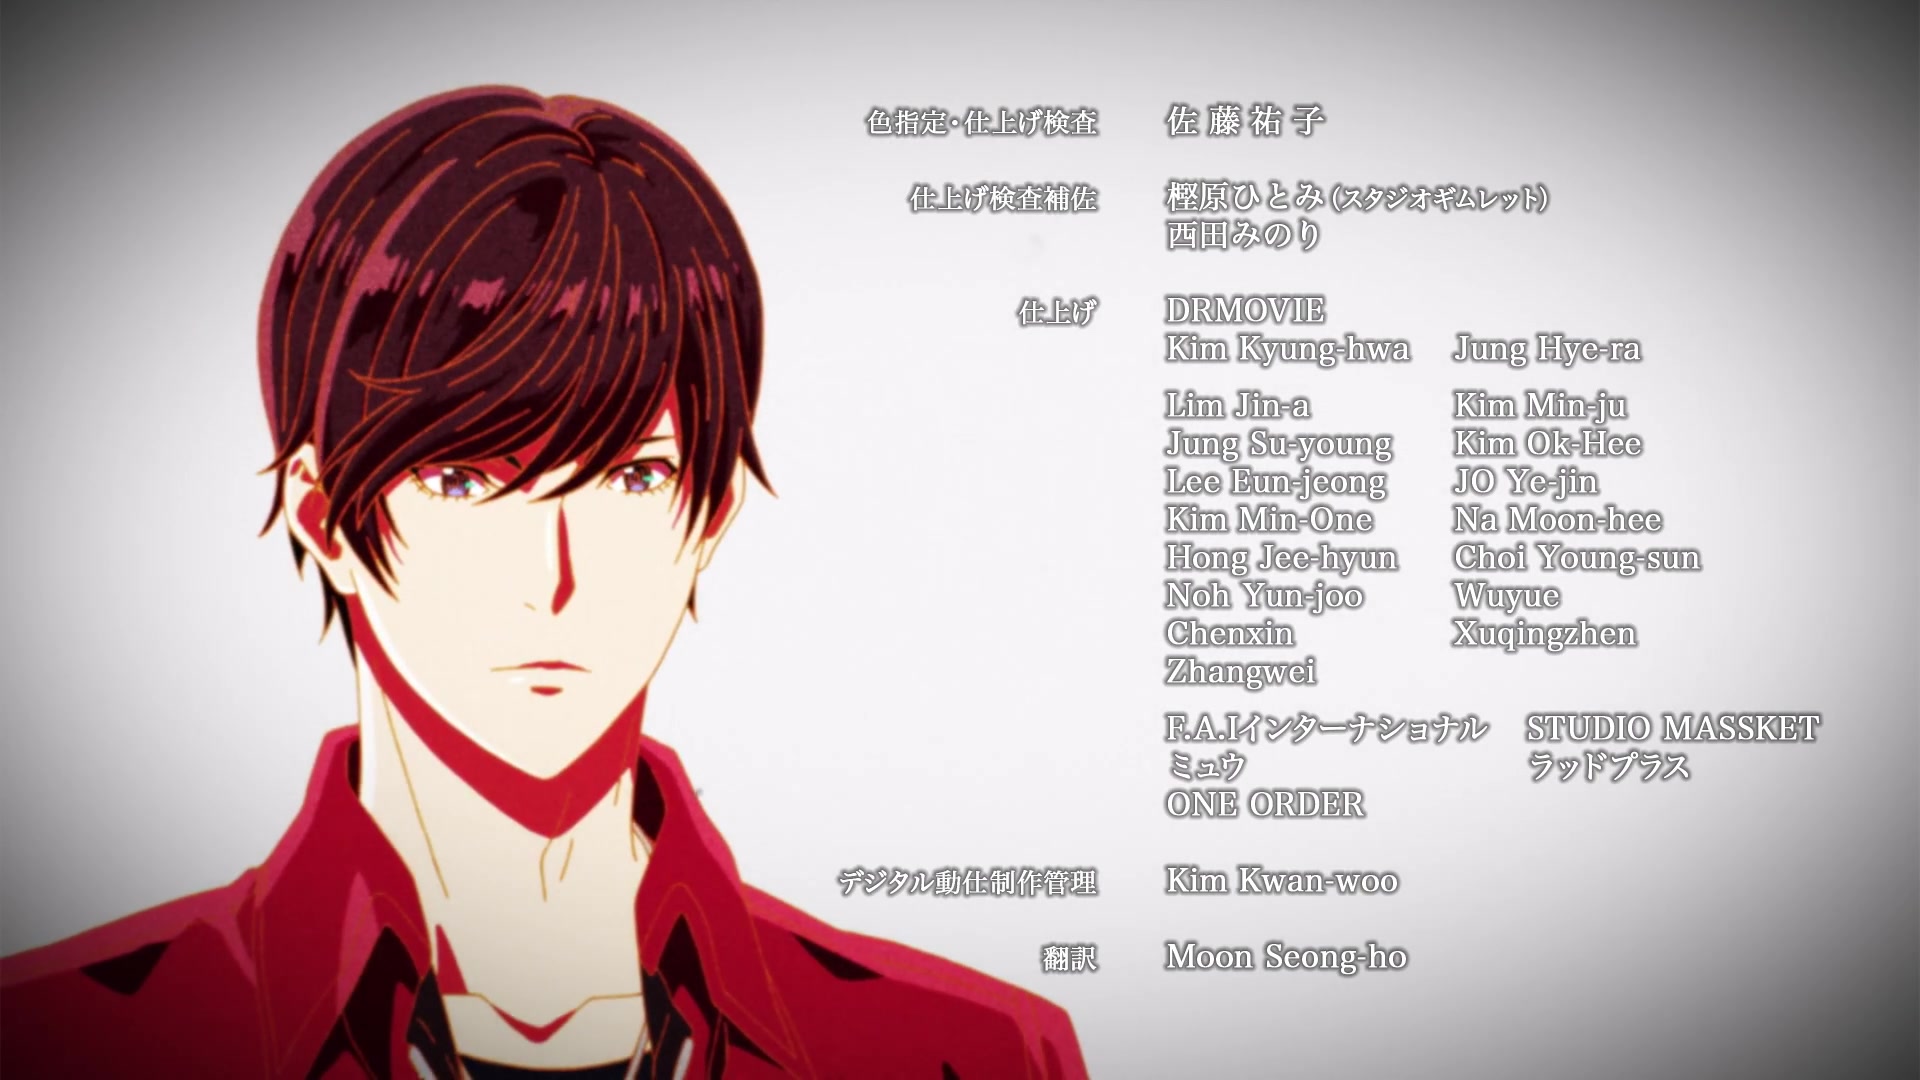 色指定・仕上げ検査 佐藤祐子
仕上げ検査補佐 樫原ひとみ(スタジオギムレット)
西田みのり
仕上げ DRMOVIE
Kim Kyung-hwa Jung Hye-ra
Lim Jin-a Kim Min-ju
Jung Su-young Kim Ok-Hee
Lee Eun-jeong JO Ye-jin
Kim Min-One Na Moon-hee
Hong Jee-hyun Choi Young-sun
Noh Yun-joo Wuyue
Chenxin Xuqingzhen
Zhangwei
F.A.Iインターナショナル STUDIO MASSKET
ミュウ ラッドプラス
ONE ORDER
デジタル動仕制作管理 Kim Kwan-woo
翻訳 Moon Seong-ho